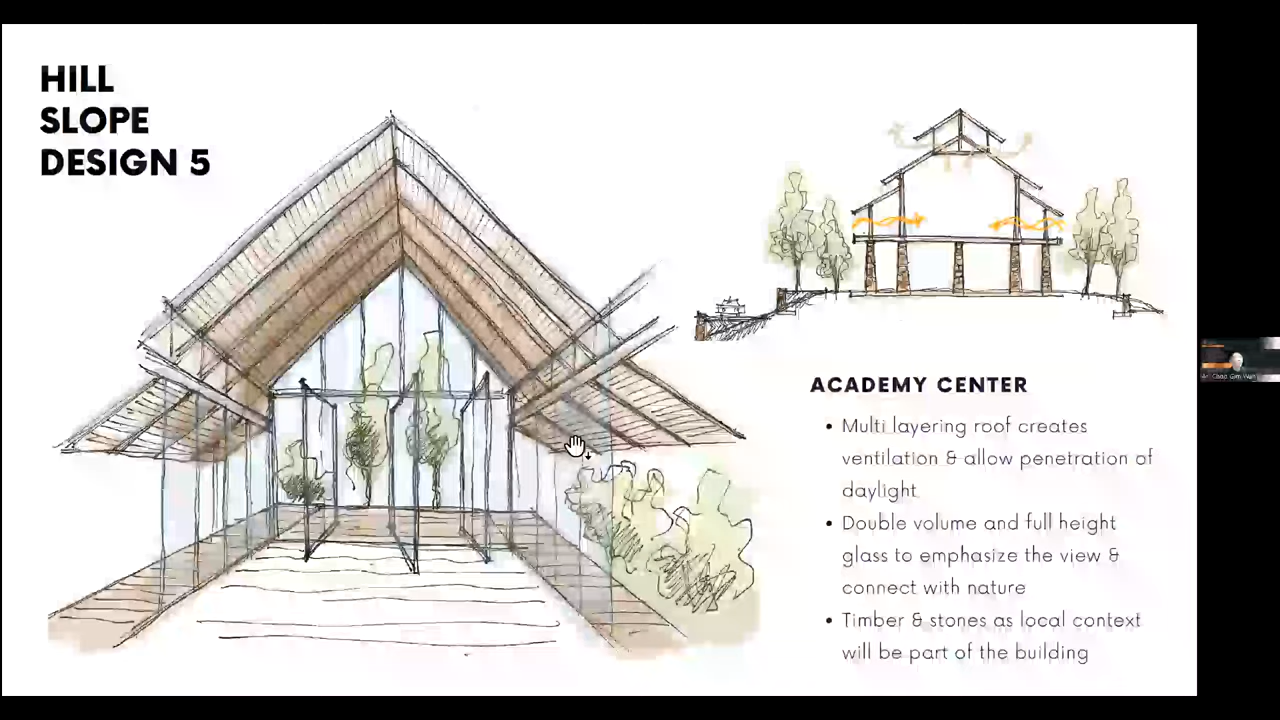 HILL
SLOPE
DESIGN 5
ACADEMY CENTER
• Multi layering roof creates
ventilation & allow penetration of
daylight
• Double volume and full height
glass to emphasize the view &
connect with nature
• Timber & stones as local context
will be part of the building